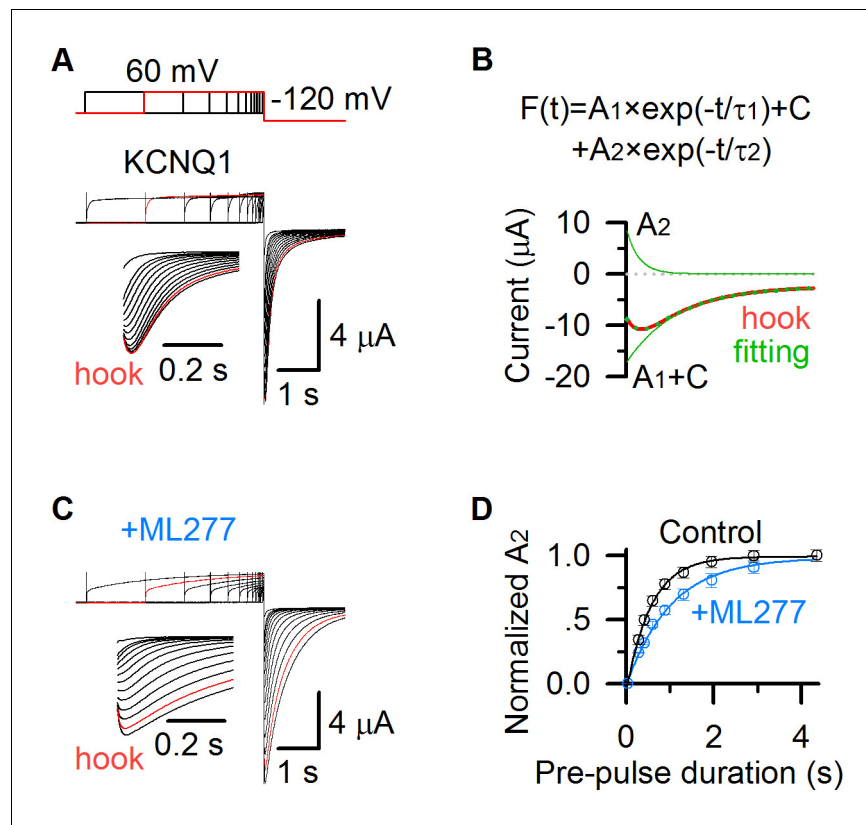 A
60 mV
-120 mV
KCNQ1
hook
0.2 s
4 μA
1 s
B
F(t)=A1×exp(-t/τ1)+C
+A2×exp(-t/τ2)
Current (μA)
10
0
-10
-20
A2
hook
fitting
A1+C
C
+ML277
hook
0.2 s
4 μA
1 s
D
Normalized A2
1.0
.5
0.0
Control
+ML277
0
2
4
Pre-pulse duration (s)